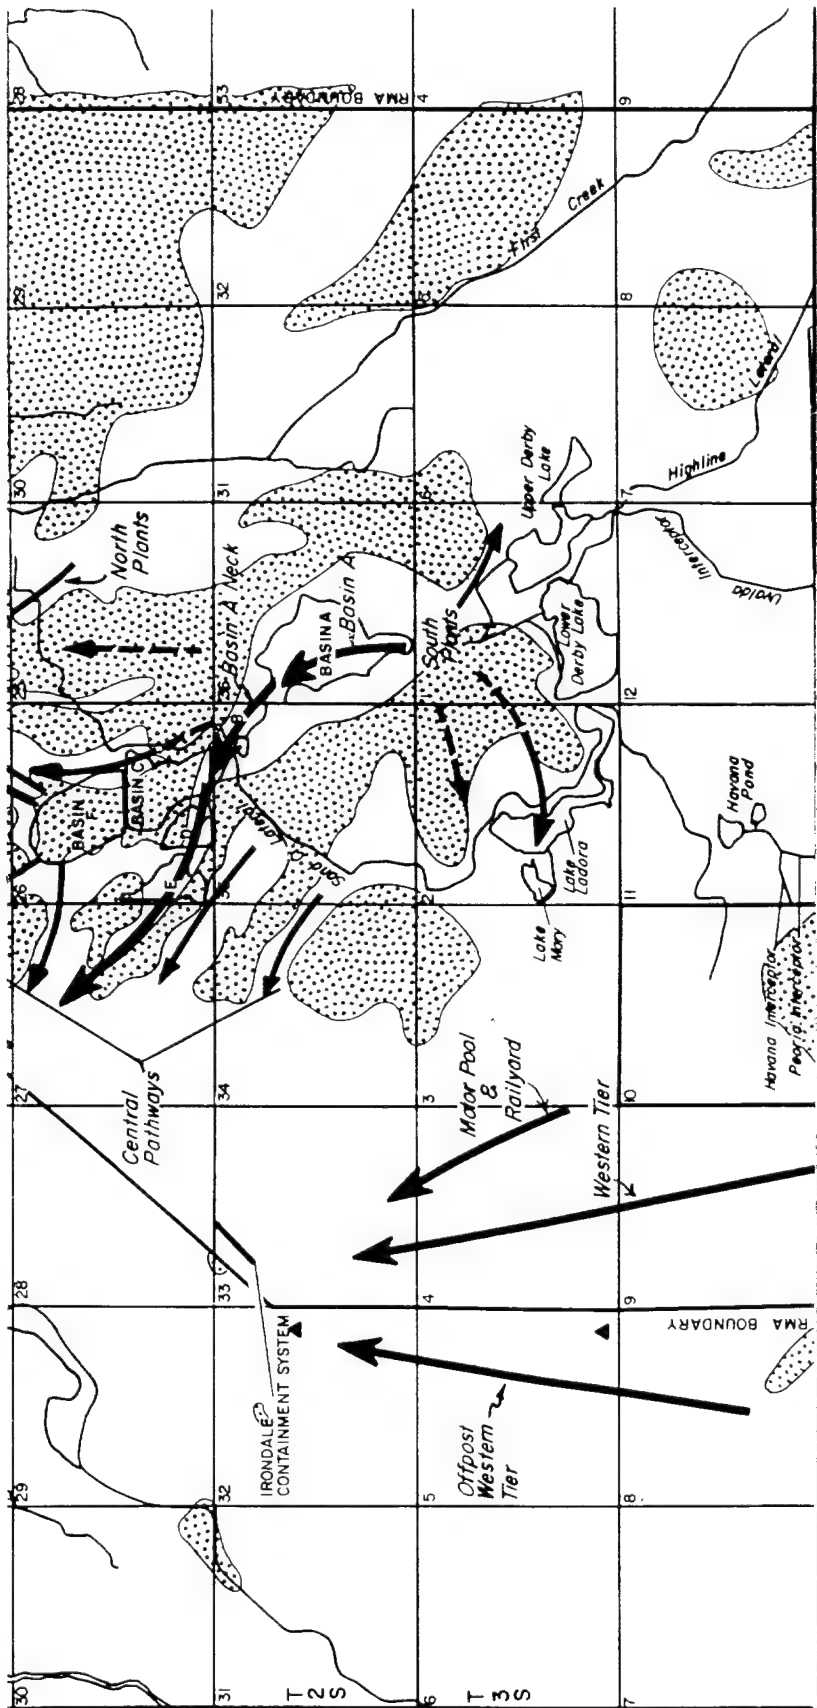 30
29
28
27
26
25
30
29
28
31
32
33
34
35
36
31
32
33
T 2 S
6
5
4
3
2
1
6
5
4
T 3 S
7
8
9
10
11
12
7
8
9
RMA BOUNDARY
RMA BOUNDARY
North
Plants
Central
Pathways
BASIN
F
BASIN C
D
E
B
Basin A Neck
BASIN A
Basin A
Sand Cr. Lateral
IRONDALE
CONTAINMENT SYSTEM
South
Plants
First Creek
Upper Derby
Lake
Lower
Derby Lake
Lake
Ladora
Lake
Mary
Motor Pool
&
Railyard
Western Tier
Offpost
Western
Tier
Highline
Lateral
Uvalda
Interceptor
Havana
Pond
Havana Interceptor
Peoria Interceptor